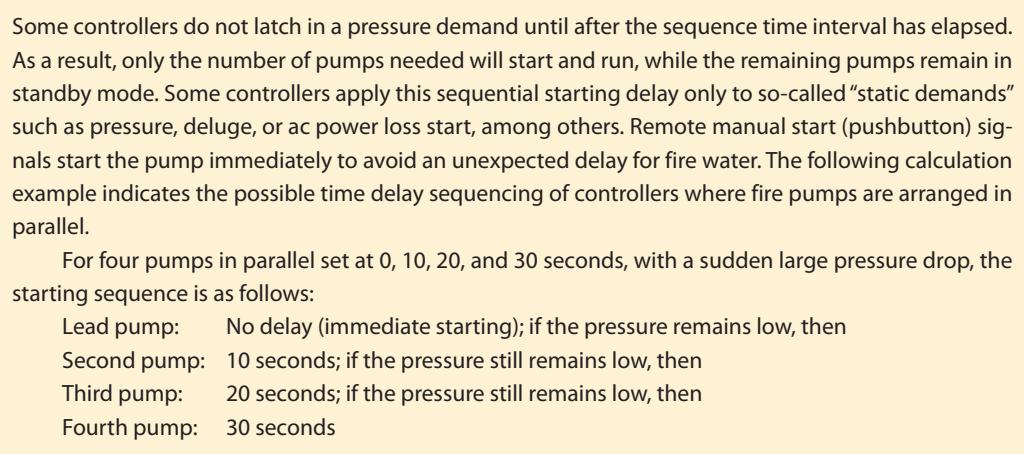 Some controllers do not latch in a pressure demand until after the sequence time interval has elapsed.
As a result, only the number of pumps needed will start and run, while the remaining pumps remain in
standby mode. Some controllers apply this sequential starting delay only to so-called “static demands”
such as pressure, deluge, or ac power loss start, among others. Remote manual start (pushbutton) sig-
nals start the pump immediately to avoid an unexpected delay for fire water. The following calculation
example indicates the possible time delay sequencing of controllers where fire pumps are arranged in
parallel.
For four pumps in parallel set at 0, 10, 20, and 30 seconds, with a sudden large pressure drop, the
starting sequence is as follows:
Lead pump: No delay (immediate starting); if the pressure remains low, then
Second pump: 10 seconds; if the pressure still remains low, then
Third pump: 20 seconds; if the pressure still remains low, then
Fourth pump: 30 seconds